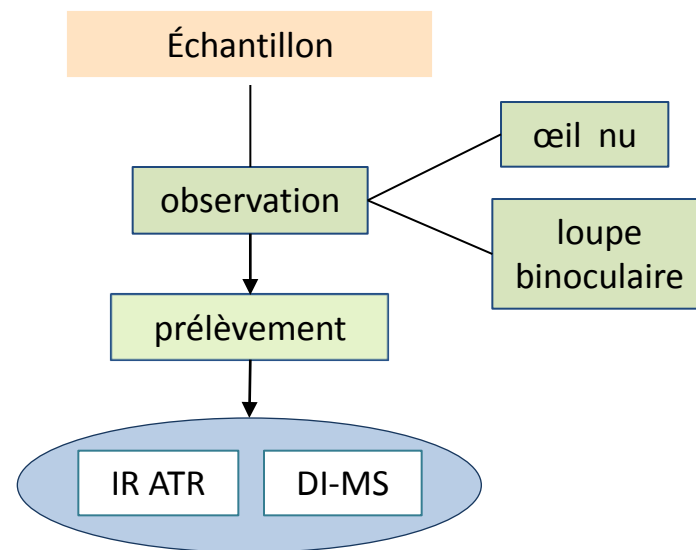 Échantillon
œil nu
observation
loupe
binoculaire
prélèvement
IR ATR
DI-MS